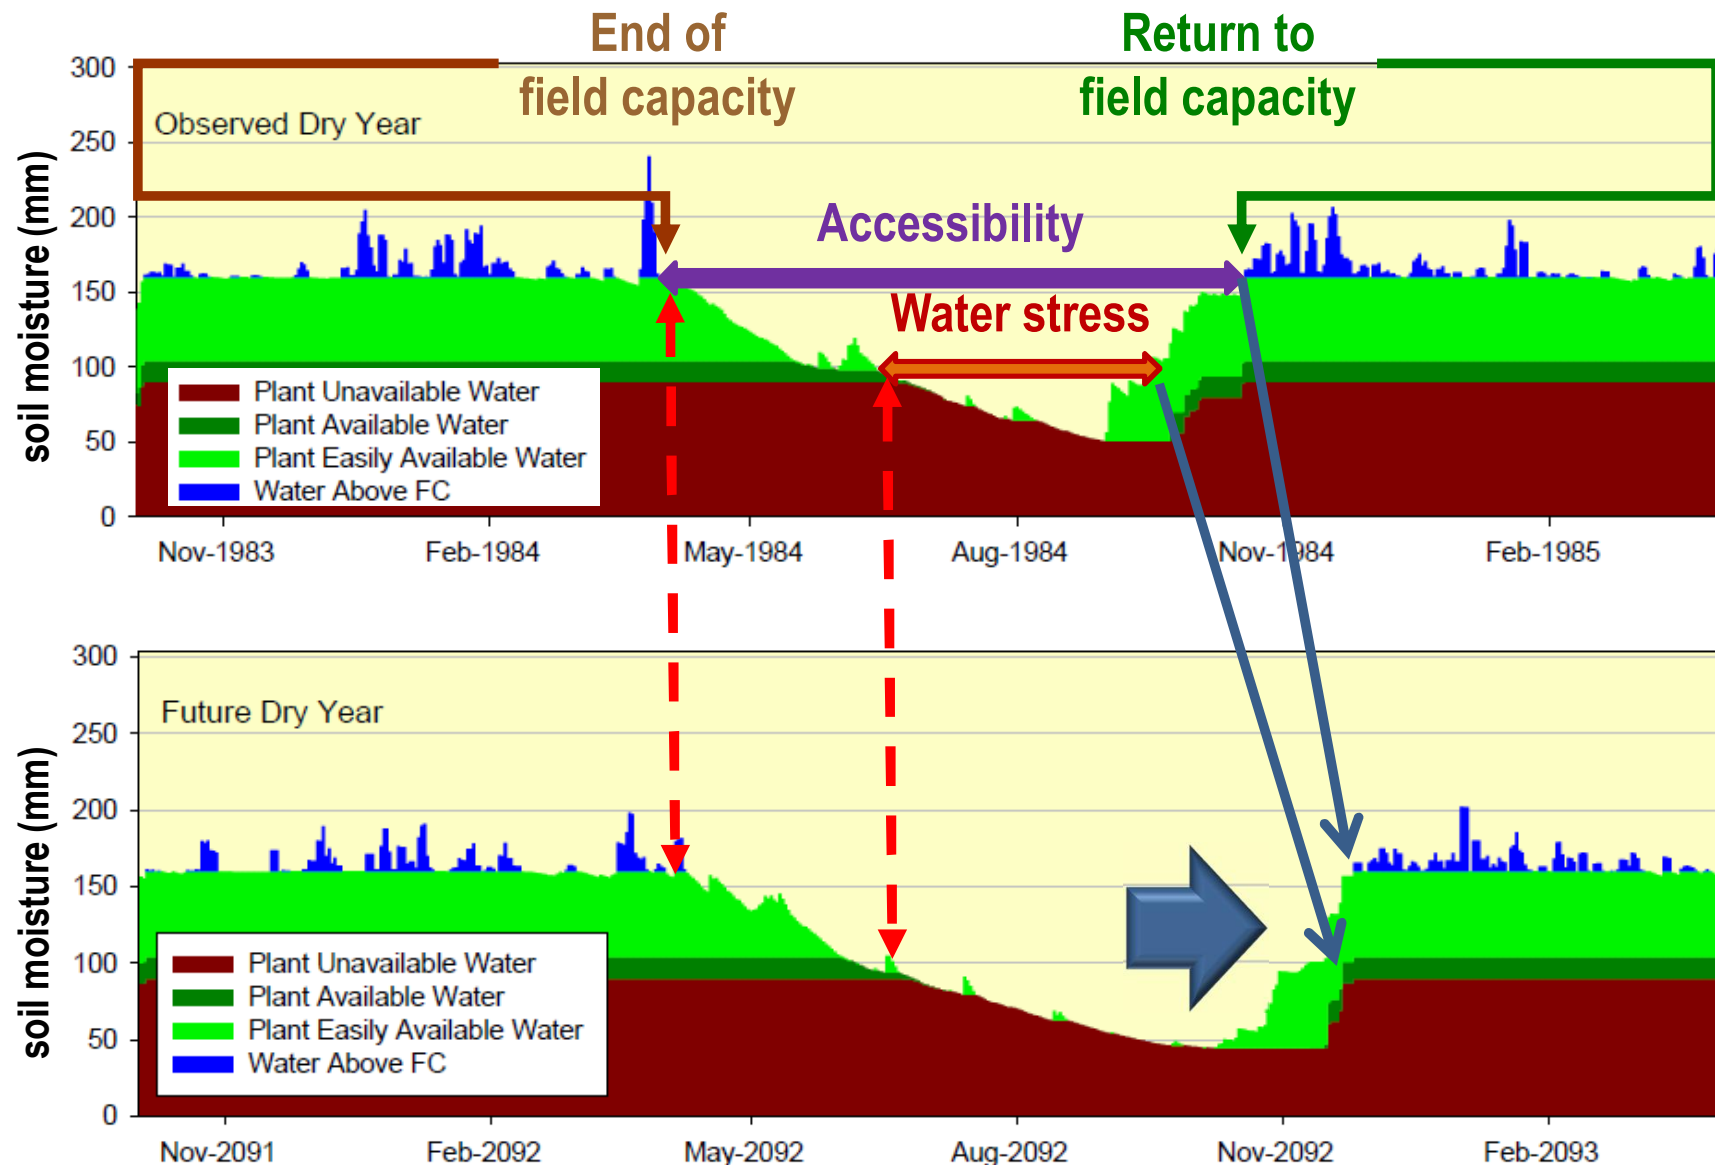 End of
field capacity
Return to
field capacity
300
250
200
150
100
50
0
soil moisture (mm)
Observed Dry Year
Accessibility
Water stress
Plant Unavailable Water
Plant Available Water
Plant Easily Available Water
Water Above FC
Nov-1983
Feb-1984
May-1984
Aug-1984
Nov-1984
Feb-1985
300
250
200
150
100
50
0
soil moisture (mm)
Future Dry Year
Plant Unavailable Water
Plant Available Water
Plant Easily Available Water
Water Above FC
Nov-2091
Feb-2092
May-2092
Aug-2092
Nov-2092
Feb-2093